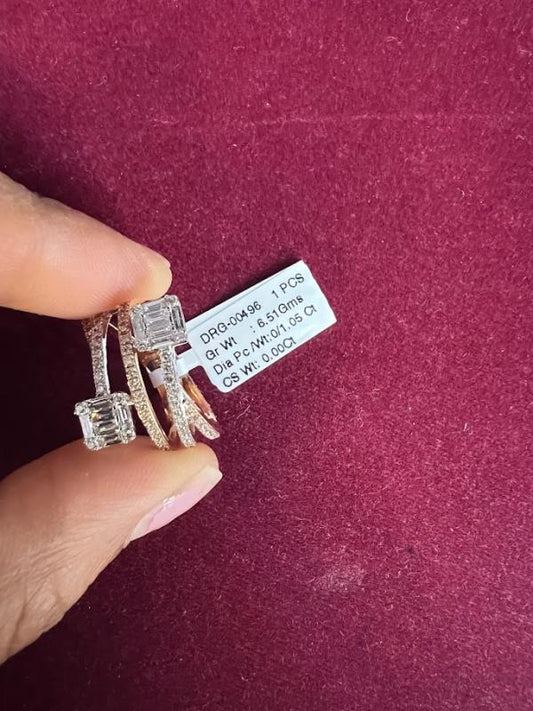 DRG-00496 1 PCS
Gr Wt : 6.51Gms
Dia Pc /Wt:0/1.05 Ct
CS Wt: 0.00Ct